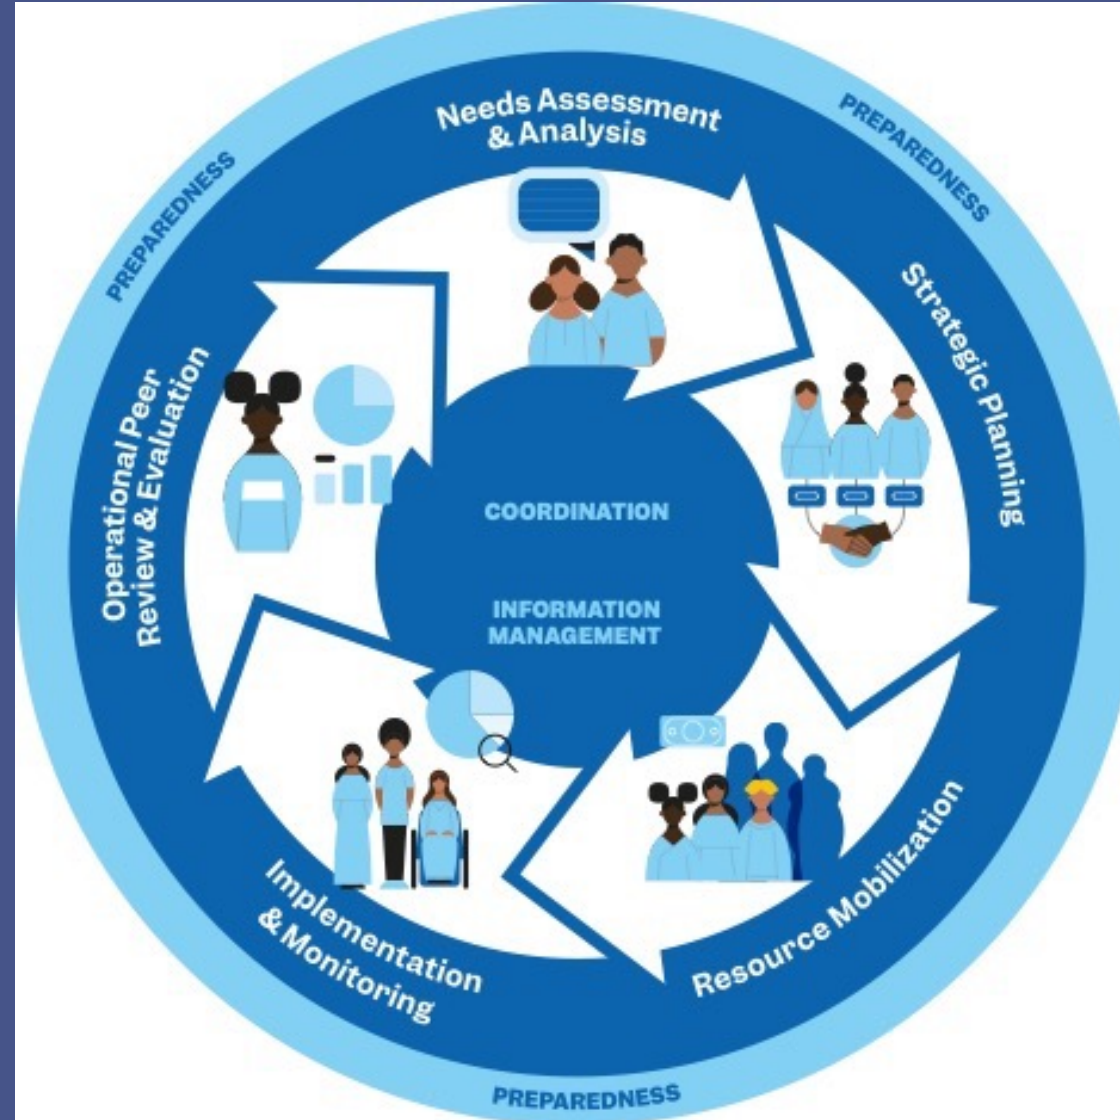 PREPAREDNESS
PREPAREDNESS
Needs Assessment
& Analysis
Strategic Planning
Resource Mobilization
Implementation
& Monitoring
Operational Peer
Review & Evaluation
COORDINATION
INFORMATION
MANAGEMENT
PREPAREDNESS